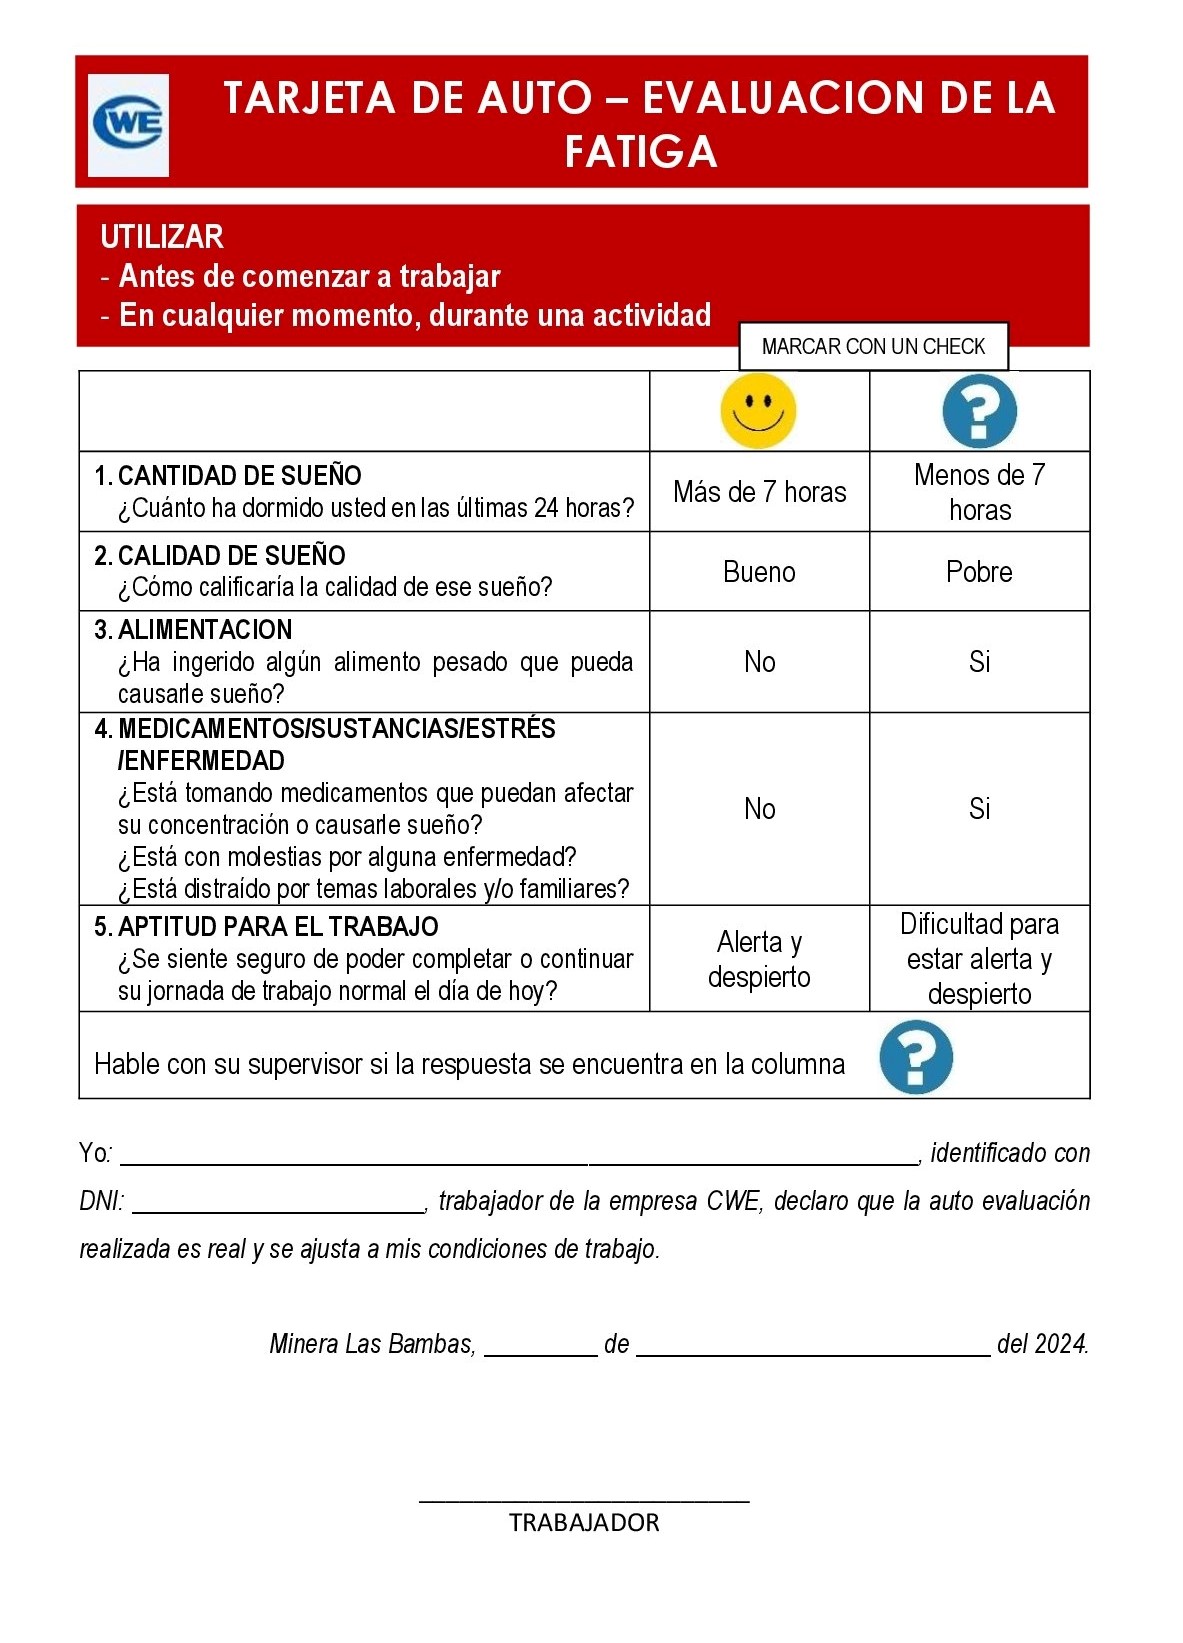 CWE
TARJETA DE AUTO – EVALUACION DE LA
FATIGA
UTILIZAR
- Antes de comenzar a trabajar
- En cualquier momento, durante una actividad
MARCAR CON UN CHECK
?
1. CANTIDAD DE SUEÑO
¿Cuánto ha dormido usted en las últimas 24 horas?
Más de 7 horas
Menos de 7
horas
2. CALIDAD DE SUEÑO
¿Cómo calificaría la calidad de ese sueño?
Bueno
Pobre
3. ALIMENTACION
¿Ha ingerido algún alimento pesado que pueda
causarle sueño?
No
Si
4. MEDICAMENTOS/SUSTANCIAS/ESTRÉS
/ENFERMEDAD
¿Está tomando medicamentos que puedan afectar
su concentración o causarle sueño?
¿Está con molestias por alguna enfermedad?
¿Está distraído por temas laborales y/o familiares?
No
Si
5. APTITUD PARA EL TRABAJO
¿Se siente seguro de poder completar o continuar
su jornada de trabajo normal el día de hoy?
Alerta y
despierto
Dificultad para
estar alerta y
despierto
Hable con su supervisor si la respuesta se encuentra en la columna ?
Yo: ____________________, identificado con
DNI: ____________________, trabajador de la empresa CWE, declaro que la auto evaluación
realizada es real y se ajusta a mis condiciones de trabajo.
Minera Las Bambas, ________ de ____________________ del 2024.
TRABAJADOR